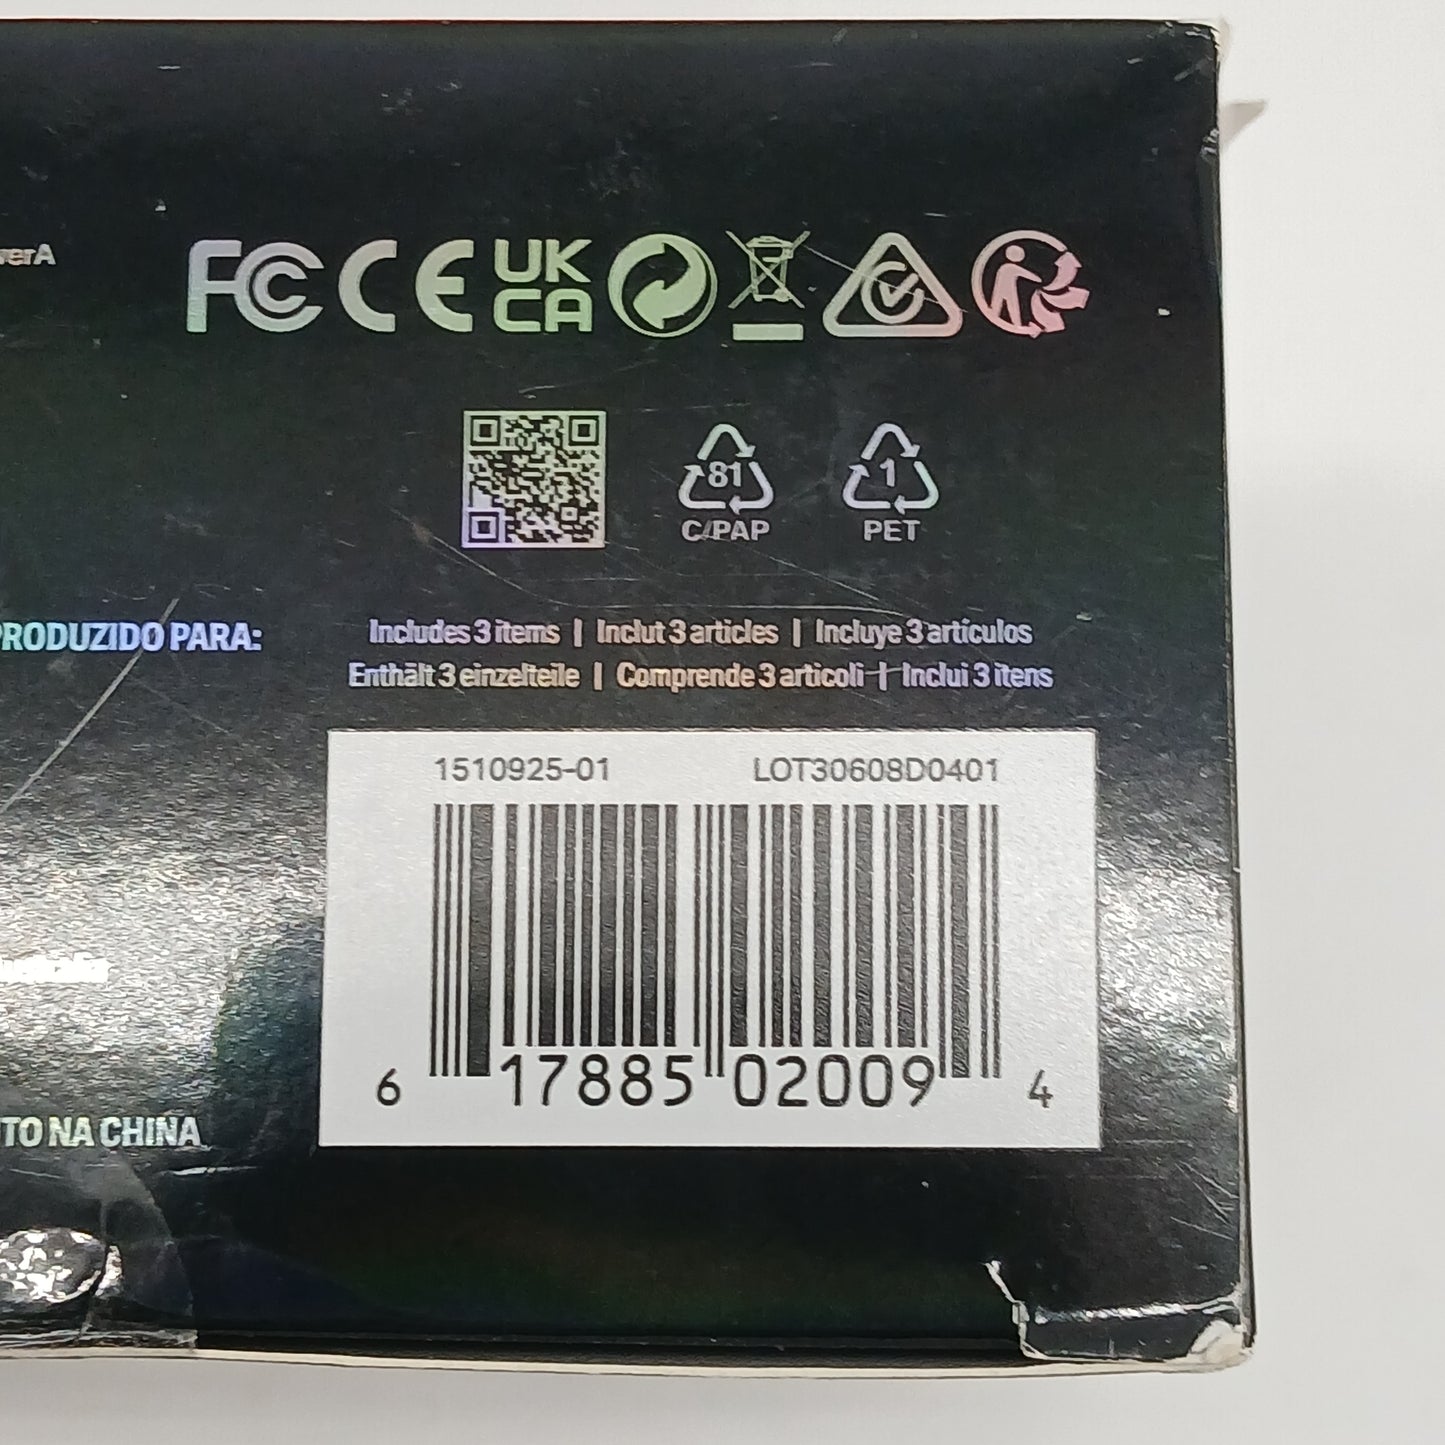 verA
FC CE UK CA
81
C/PAP
1
PET
PRODUZIDO PARA:
Includes 3 items | Inclut 3 articles | Incluye 3 artículos
Enthält 3 einzelteile | Comprende 3 articoli | Inclui 3 itens
1510925-01 LOT30608D0401
6 17885 02009 4
TO NA CHINA